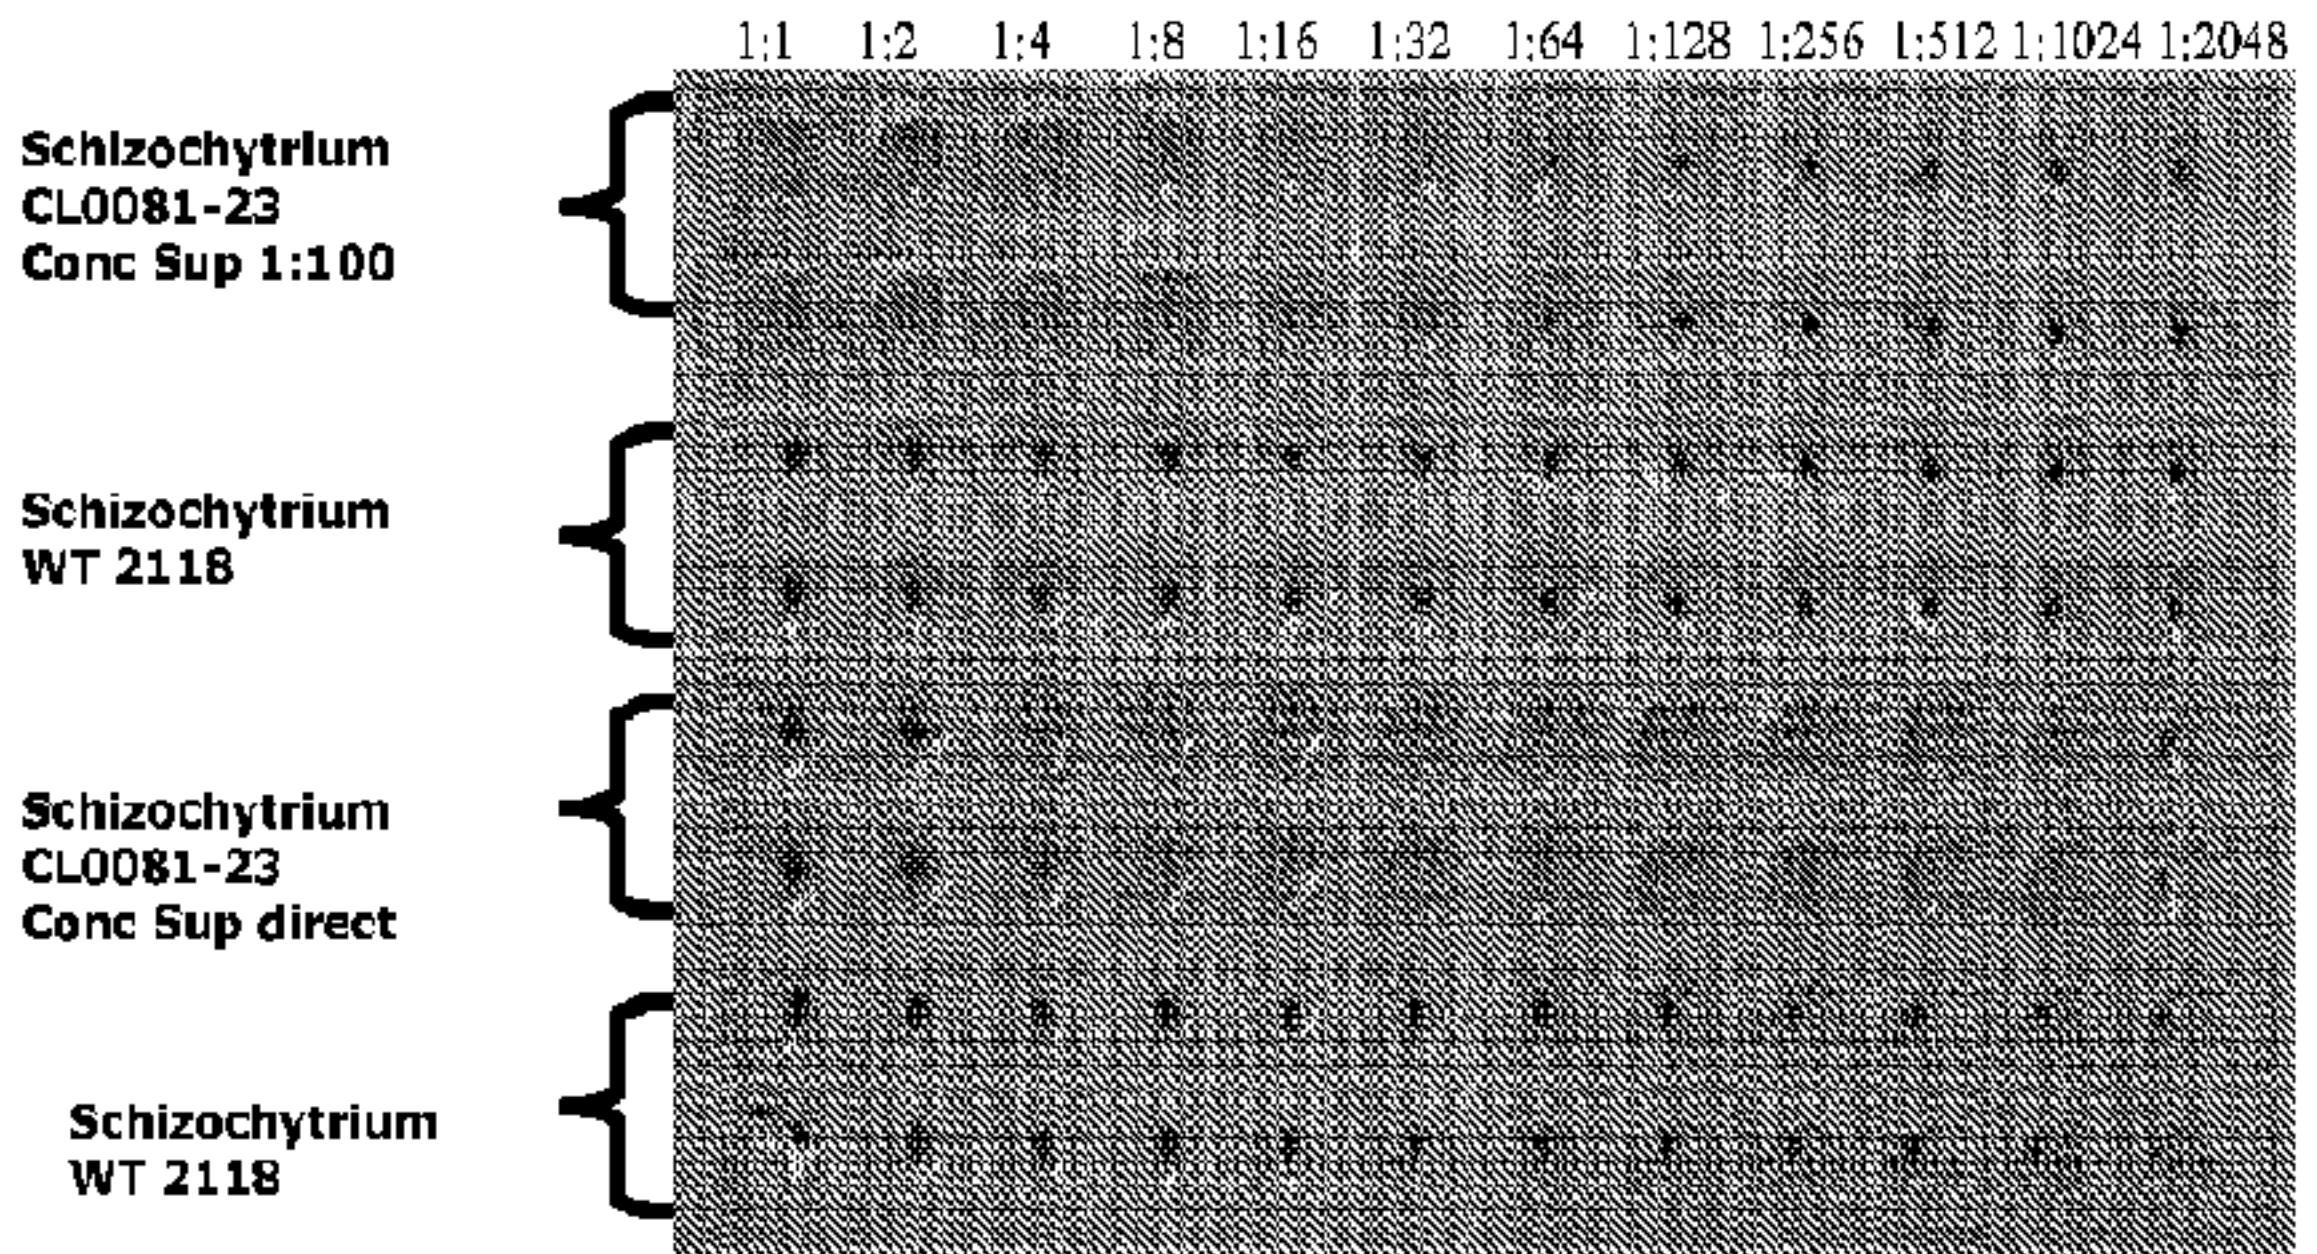 1:1 1:2 1:4 1:8 1:16 1:32 1:64 1:128 1:256 1:512 1:1024 1:2048
Schizochytrium
CL0081-23
Conc Sup 1:100
Schizochytrium
WT 2118
Schizochytrium
CL0081-23
Conc Sup direct
Schizochytrium
WT 2118